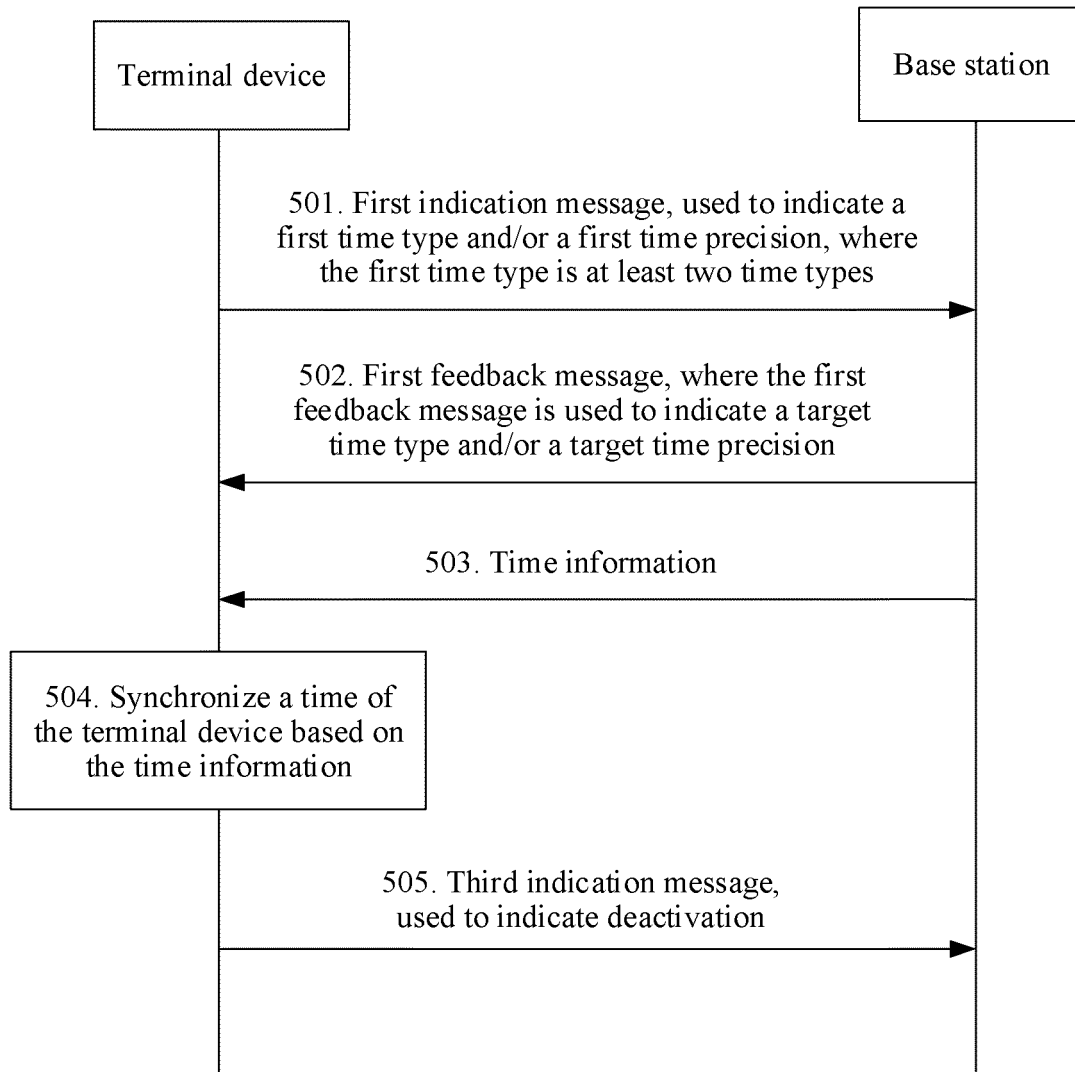 Terminal device
Base station
501. First indication message, used to indicate a
first time type and/or a first time precision, where
the first time type is at least two time types
502. First feedback message, where the first
feedback message is used to indicate a target
time type and/or a target time precision
503. Time information
504. Synchronize a time of
the terminal device based on
the time information
505. Third indication message,
used to indicate deactivation